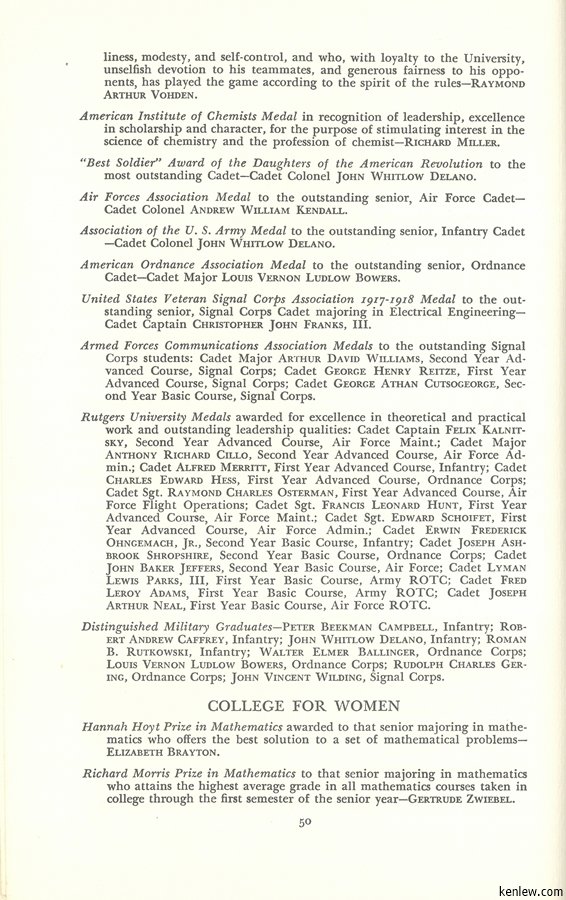 liness, modesty, and self-control, and who, with loyalty to the University,
unselfish devotion to his teammates, and generous fairness to his oppo-
nents, has played the game according to the spirit of the rules—RAYMOND
ARTHUR VOHDEN.
American Institute of Chemists Medal in recognition of leadership, excellence
in scholarship and character, for the purpose of stimulating interest in the
science of chemistry and the profession of chemist—RICHARD MILLER.
"Best Soldier" Award of the Daughters of the American Revolution to the
most outstanding Cadet—Cadet Colonel JOHN WHITLOW DELANO.
Air Forces Association Medal to the outstanding senior, Air Force Cadet—
Cadet Colonel ANDREW WILLIAM KENDALL.
Association of the U. S. Army Medal to the outstanding senior, Infantry Cadet
—Cadet Colonel JOHN WHITLOW DELANO.
American Ordnance Association Medal to the outstanding senior, Ordnance
Cadet—Cadet Major LOUIS VERNON LUDLOW BOWERS.
United States Veteran Signal Corps Association 1917-1918 Medal to the out-
standing senior, Signal Corps Cadet majoring in Electrical Engineering—
Cadet Captain CHRISTOPHER JOHN FRANKS, III.
Armed Forces Communications Association Medals to the outstanding Signal
Corps students: Cadet Major ARTHUR DAVID WILLIAMS, Second Year Ad-
vanced Course, Signal Corps; Cadet GEORGE HENRY REITZE, First Year
Advanced Course, Signal Corps; Cadet GEORGE ATHAN CUTSOGEORGE, Sec-
ond Year Basic Course, Signal Corps.
Rutgers University Medals awarded for excellence in theoretical and practical
work and outstanding leadership qualities: Cadet Captain FELIX KALNIT-
SKY, Second Year Advanced Course, Air Force Maint.; Cadet Major
ANTHONY RICHARD CILLO, Second Year Advanced Course, Air Force Ad-
min.; Cadet ALFRED MERRITT, First Year Advanced Course, Infantry; Cadet
CHARLES EDWARD HESS, First Year Advanced Course, Ordnance Corps;
Cadet Sgt. RAYMOND CHARLES OSTERMAN, First Year Advanced Course, Air
Force Flight Operations; Cadet Sgt. FRANCIS LEONARD HUNT, First Year
Advanced Course, Air Force Maint.; Cadet Sgt. EDWARD SCHOIFET, First
Year Advanced Course, Air Force Admin.; Cadet ERWIN FREDERICK
OHNGEMACH, JR., Second Year Basic Course, Infantry; Cadet JOSEPH ASH-
BROOK SHROPSHIRE, Second Year Basic Course, Ordnance Corps; Cadet
JOHN BAKER JEFFERS, Second Year Basic Course, Air Force; Cadet LYMAN
LEWIS PARKS, III, First Year Basic Course, Army ROTC; Cadet FRED
LEROY ADAMS, First Year Basic Course, Army ROTC; Cadet JOSEPH
ARTHUR NEAL, First Year Basic Course, Air Force ROTC.
Distinguished Military Graduates—PETER BEEKMAN CAMPBELL, Infantry; ROB-
ERT ANDREW CAFFREY, Infantry; JOHN WHITLOW DELANO, Infantry; ROMAN
B. RUTKOWSKI, Infantry; WALTER ELMER BALLINGER, Ordnance Corps;
LOUIS VERNON LUDLOW BOWERS, Ordnance Corps; RUDOLPH CHARLES GER-
ING, Ordnance Corps; JOHN VINCENT WILDING, Signal Corps.
COLLEGE FOR WOMEN
Hannah Hoyt Prize in Mathematics awarded to that senior majoring in mathe-
matics who offers the best solution to a set of mathematical problems—
ELIZABETH BRAYTON.
Richard Morris Prize in Mathematics to that senior majoring in mathematics
who attains the highest average grade in all mathematics courses taken in
college through the first semester of the senior year—GERTRUDE ZWIEBEL.
50
kenlew.com